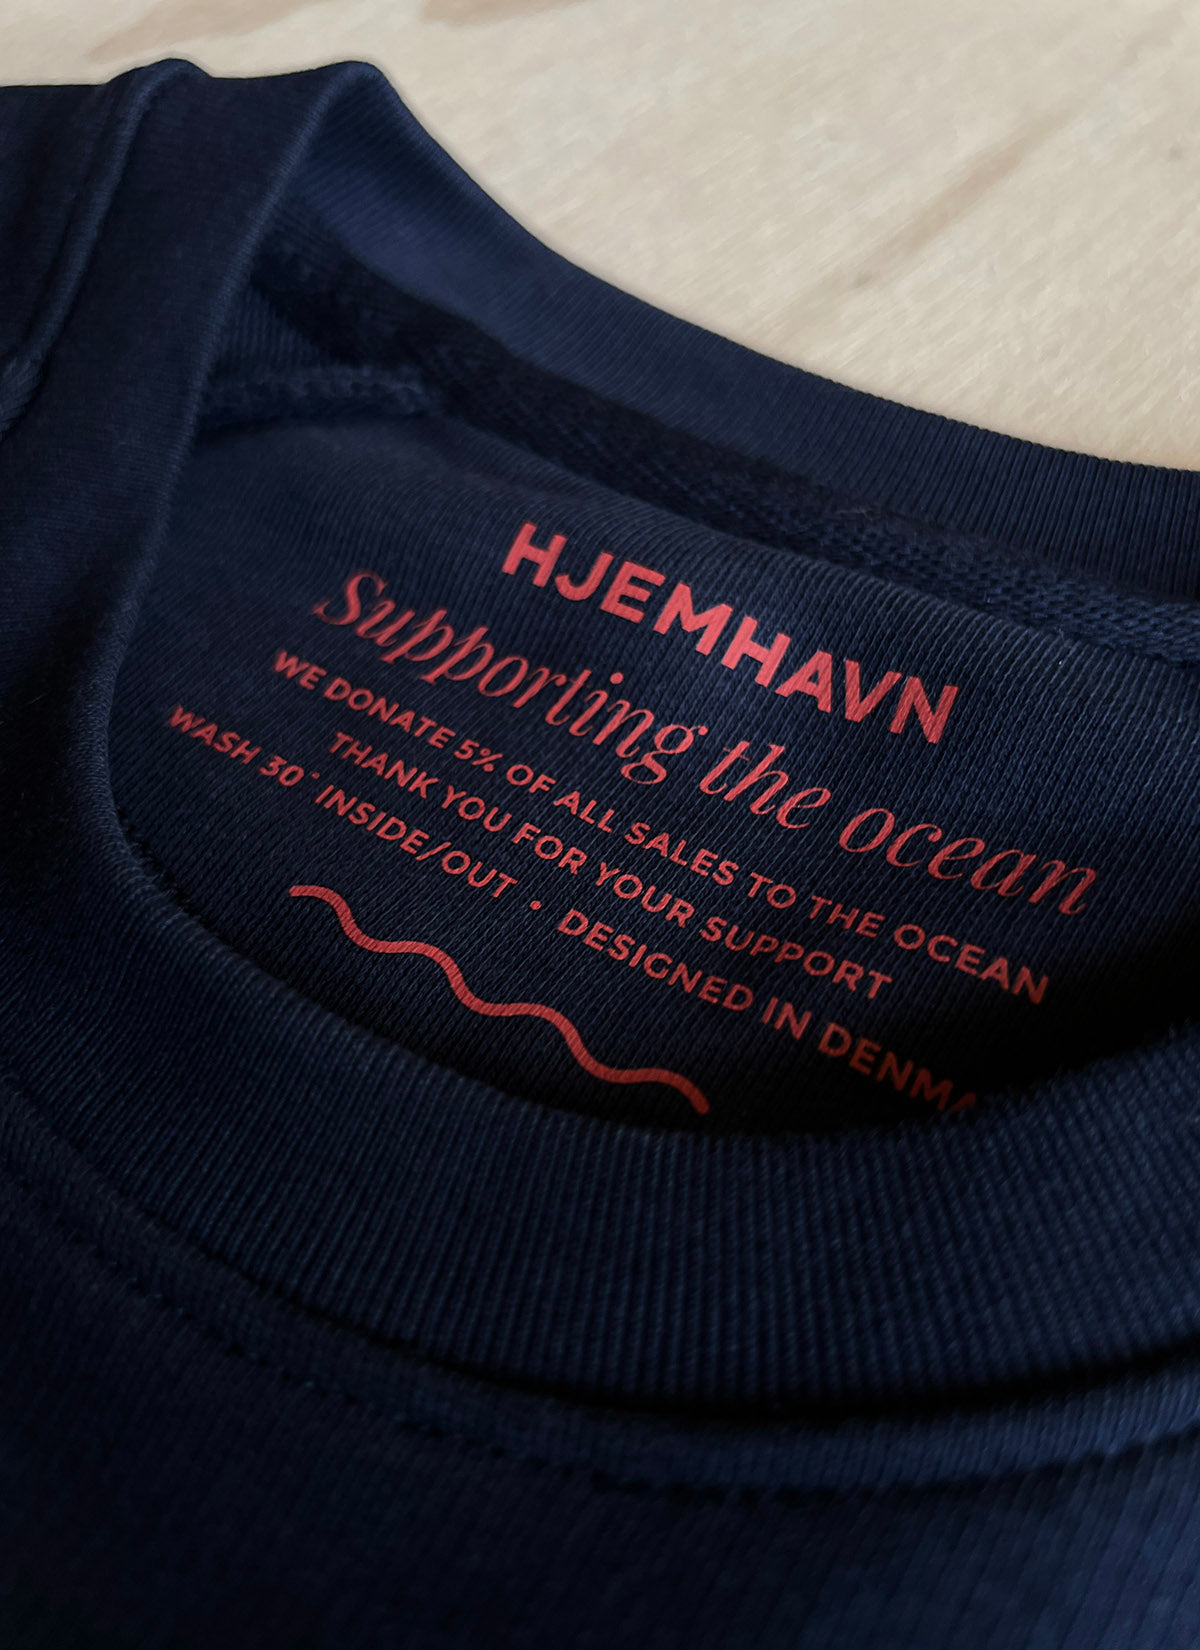 HJEMHAVN
Supporting the ocean
WE DONATE 5% OF ALL SALES TO THE OCEAN
THANK YOU FOR YOUR SUPPORT
WASH 30° INSIDE/OUT • DESIGNED IN